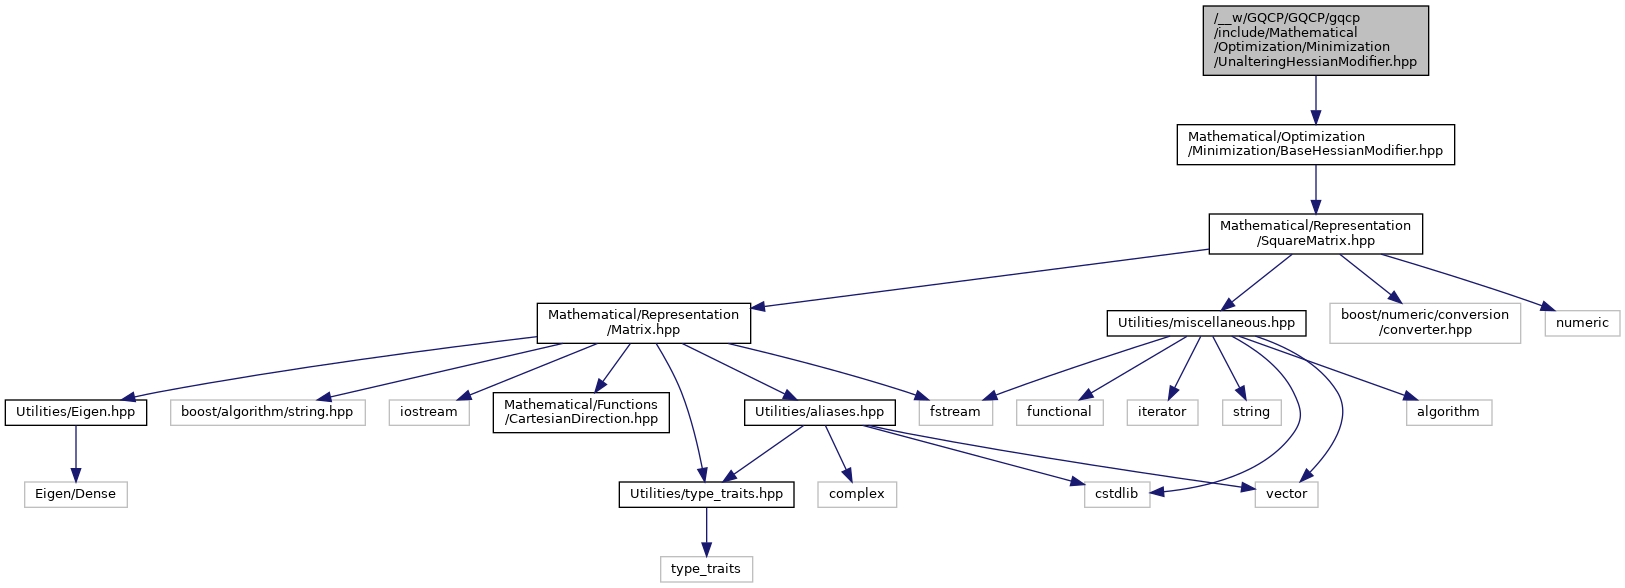 /__w/GQCP/GQCP/gqcp
/include/Mathematical
/Optimization/Minimization
/UnalteringHessianModifier.hpp
Mathematical/Optimization
/Minimization/BaseHessianModifier.hpp
Mathematical/Representation
/SquareMatrix.hpp
Mathematical/Representation
/Matrix.hpp
Utilities/miscellaneous.hpp
boost/numeric/conversion
/converter.hpp
numeric
Utilities/Eigen.hpp
boost/algorithm/string.hpp
iostream
Mathematical/Functions
/CartesianDirection.hpp
Utilities/aliases.hpp
fstream
functional
iterator
string
algorithm
Eigen/Dense
Utilities/type_traits.hpp
complex
cstdlib
vector
type_traits